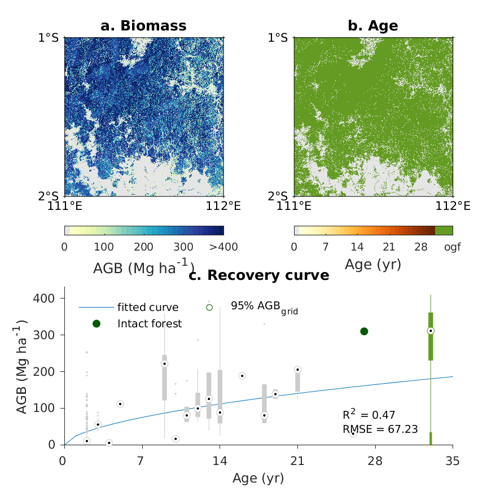 a. Biomass
b. Age
1°S
1°S
2°S
2°S
111°E
112°E
111°E
112°E
0 100 200 300 >400
0 7 14 21 28 ogf
AGB (Mg ha⁻¹)
Age (yr)
c. Recovery curve
fitted curve
95% AGB_grid
Intact forest
400
300
200
100
0
AGB (Mg ha⁻¹)
R² = 0.47
RMSE = 67.23
0 7 14 21 28 35
Age (yr)